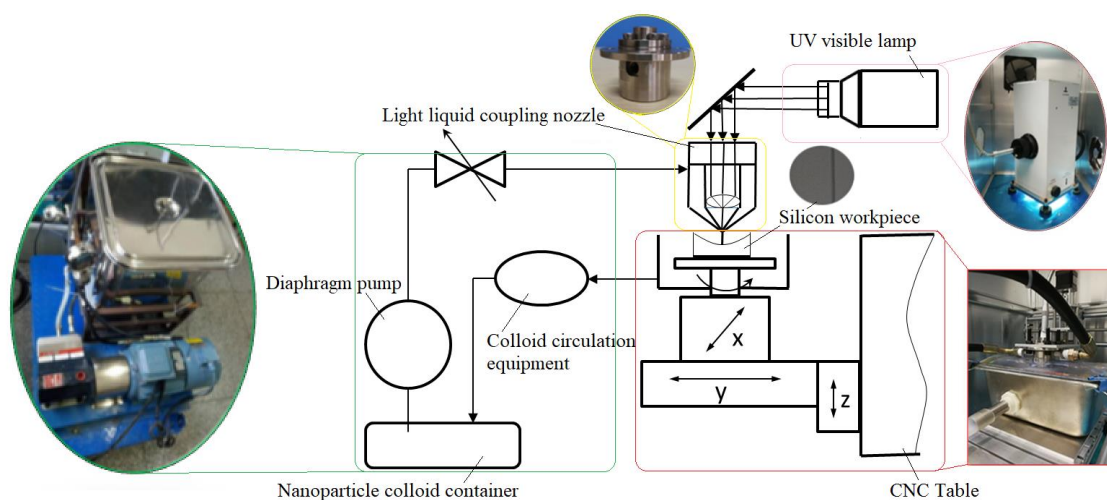 UV visible lamp
Light liquid coupling nozzle
Silicon workpiece
Diaphragm pump
Colloid circulation
equipment
x
y
z
Nanoparticle colloid container
CNC Table